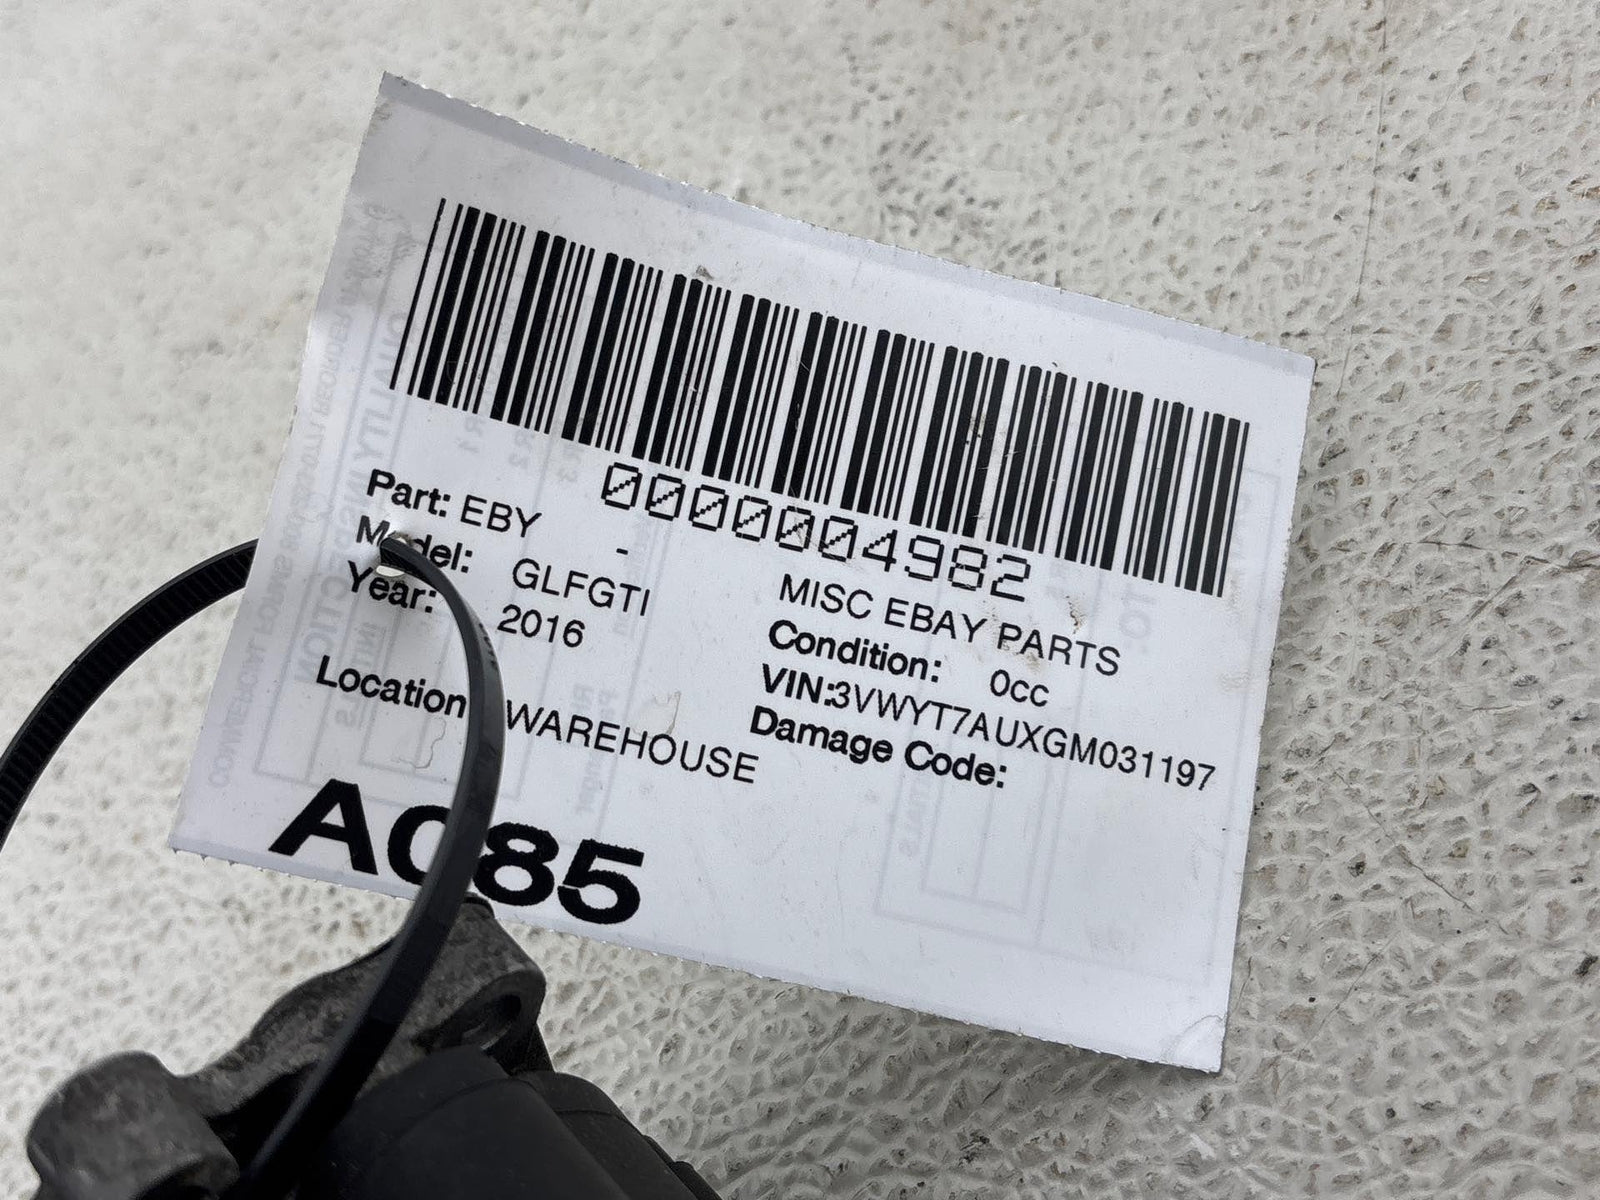 0000004982
Part: EBY - MISC EBAY PARTS
Model: GLFGTI Condition: 0cc
Year: 2016 VIN:3VWYT7AUXGM031197
Damage Code:
Location WAREHOUSE
A085